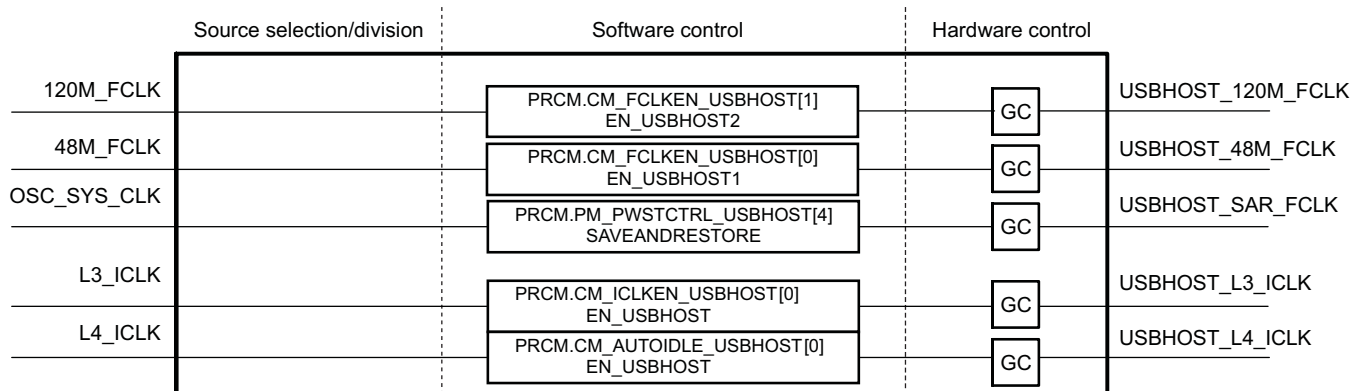 Source selection/division
Software control
Hardware control
120M_FCLK
PRCM.CM_FCLKEN_USBHOST[1]
EN_USBHOST2
GC
USBHOST_120M_FCLK
48M_FCLK
PRCM.CM_FCLKEN_USBHOST[0]
EN_USBHOST1
GC
USBHOST_48M_FCLK
OSC_SYS_CLK
PRCM.PM_PWSTCTRL_USBHOST[4]
SAVEANDRESTORE
GC
USBHOST_SAR_FCLK
L3_ICLK
PRCM.CM_ICLKEN_USBHOST[0]
EN_USBHOST
GC
USBHOST_L3_ICLK
L4_ICLK
PRCM.CM_AUTOIDLE_USBHOST[0]
EN_USBHOST
GC
USBHOST_L4_ICLK